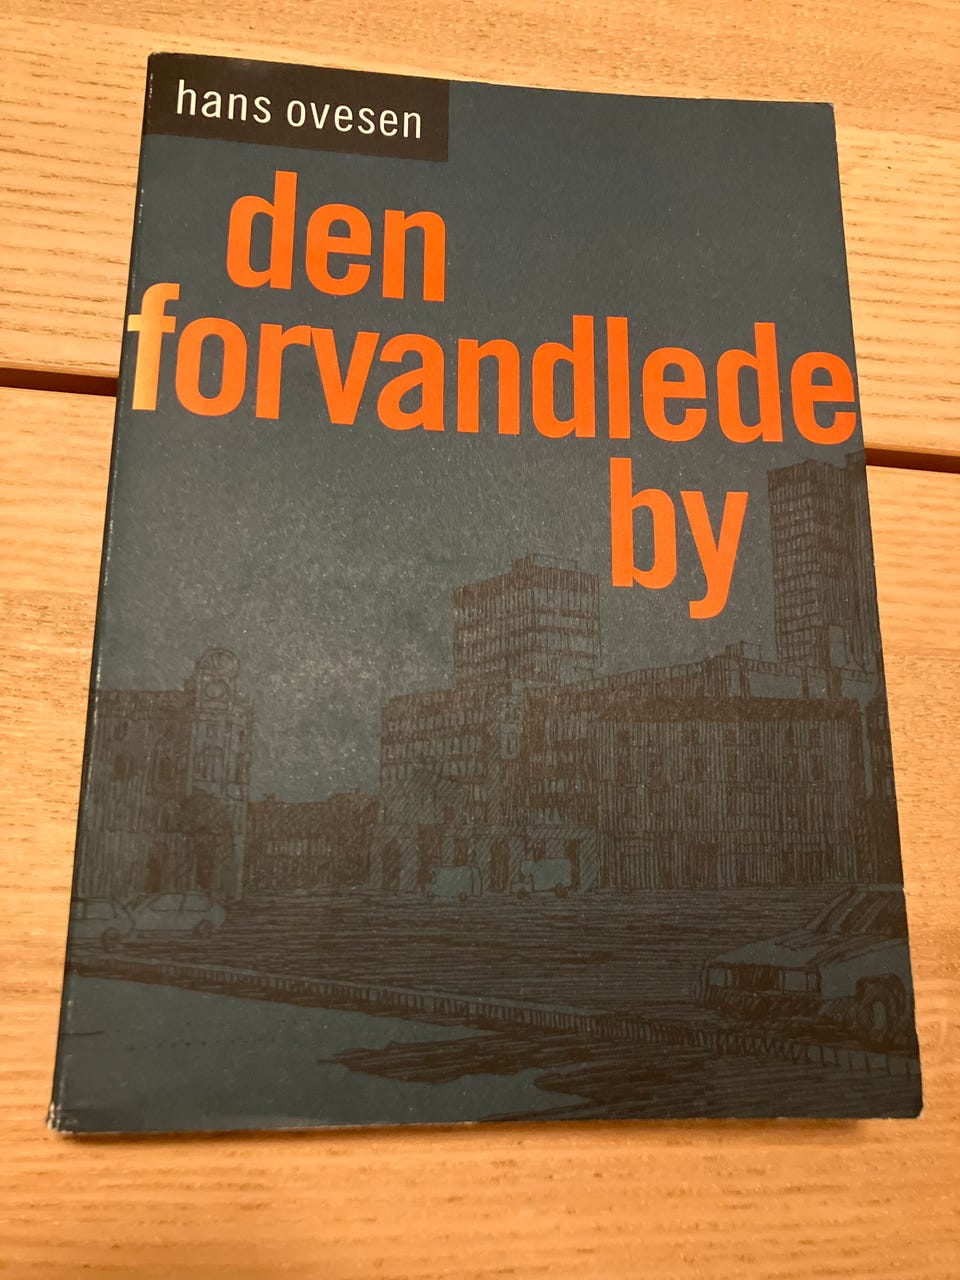 hans ovesen
den
forvandlede
by